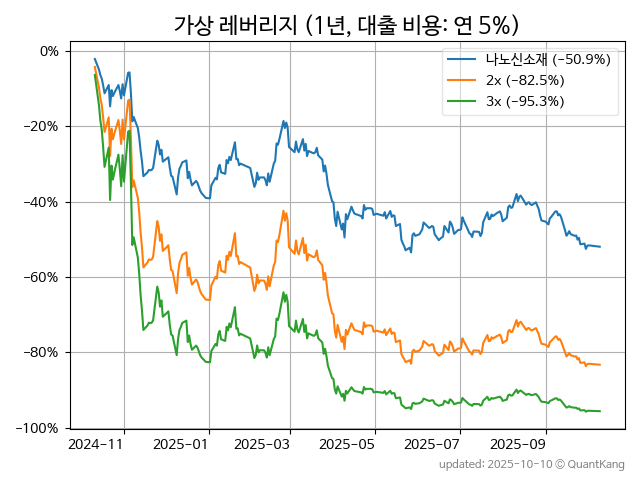 가상 레버리지 (1년, 대출 비용: 연 5%)
나노신소재 (−50.9%)
2x (−82.5%)
3x (−95.3%)
0%
−20%
−40%
−60%
−80%
−100%
2024-11 2025-01 2025-03 2025-05 2025-07 2025-09
updated: 2025-10-10 © QuantKang